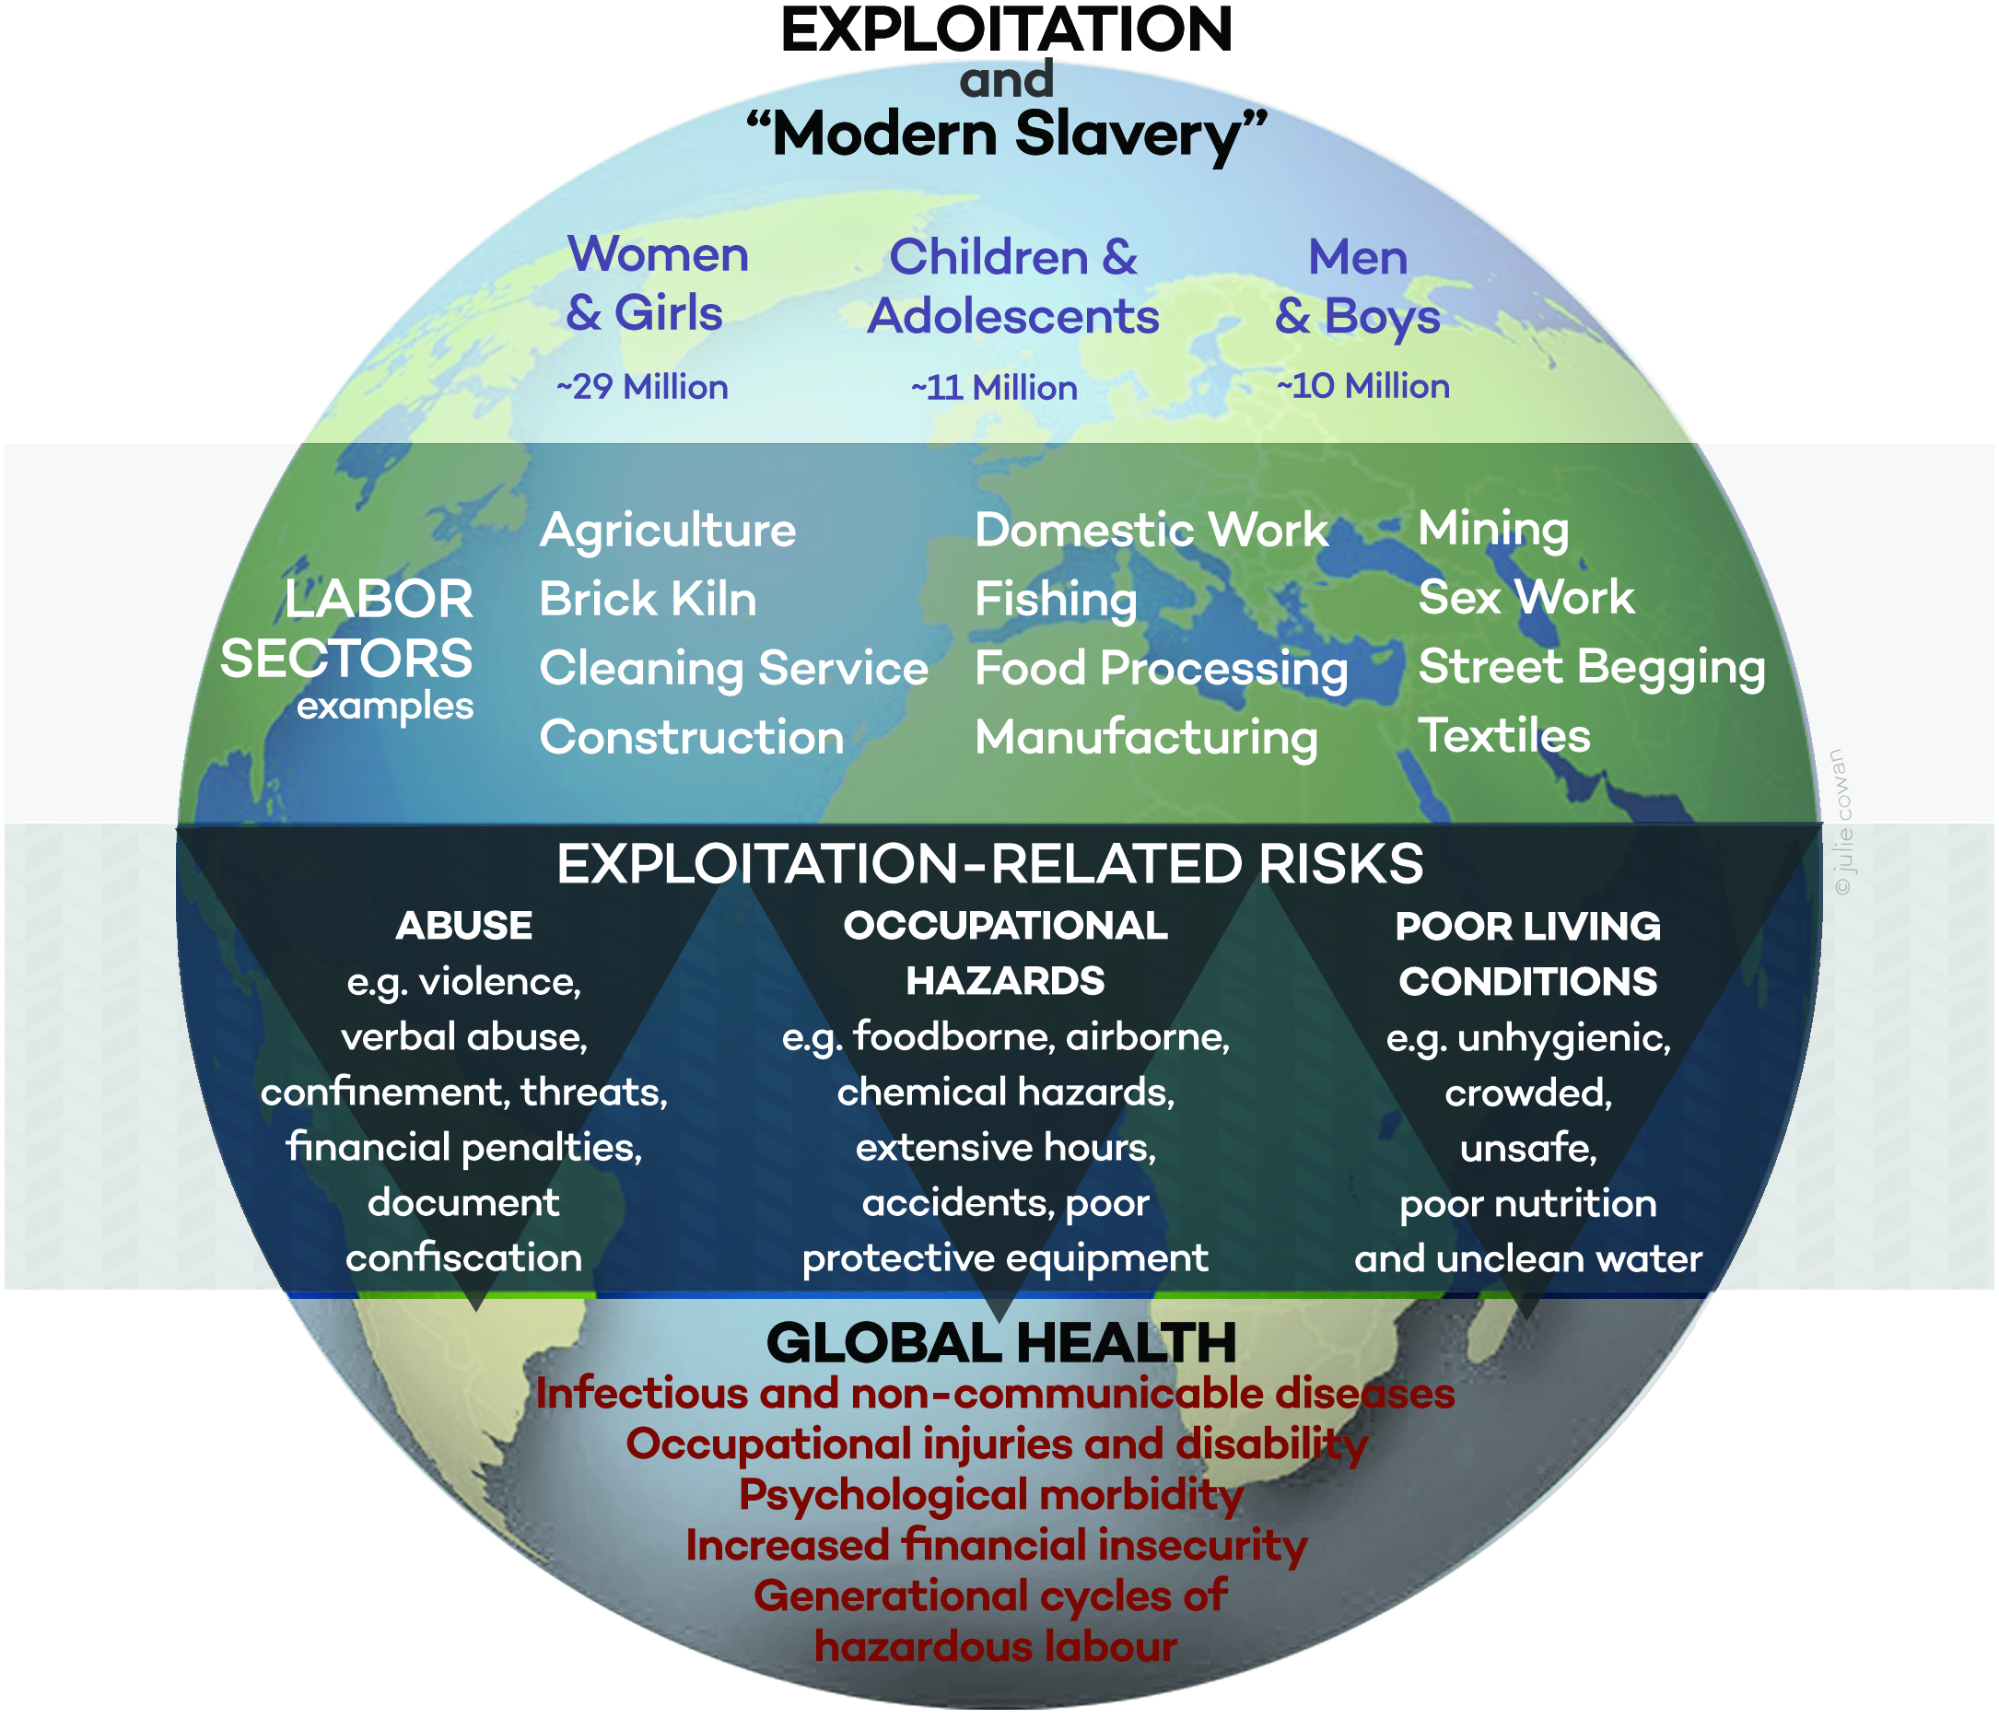 EXPLOITATION
and
“Modern Slavery”
Women
& Girls
~29 Million
Children &
Adolescents
~11 Million
Men
& Boys
~10 Million
LABOR
SECTORS
examples
Agriculture
Brick Kiln
Cleaning Service
Construction
Domestic Work
Fishing
Food Processing
Manufacturing
Mining
Sex Work
Street Begging
Textiles
© julie cowan
EXPLOITATION-RELATED RISKS
ABUSE
e.g. violence,
verbal abuse,
confinement, threats,
financial penalties,
document
confiscation
OCCUPATIONAL
HAZARDS
e.g. foodborne, airborne,
chemical hazards,
extensive hours,
accidents, poor
protective equipment
POOR LIVING
CONDITIONS
e.g. unhygienic,
crowded,
unsafe,
poor nutrition
and unclean water
GLOBAL HEALTH
Infectious and non-communicable diseases
Occupational injuries and disability
Psychological morbidity
Increased financial insecurity
Generational cycles of
hazardous labour